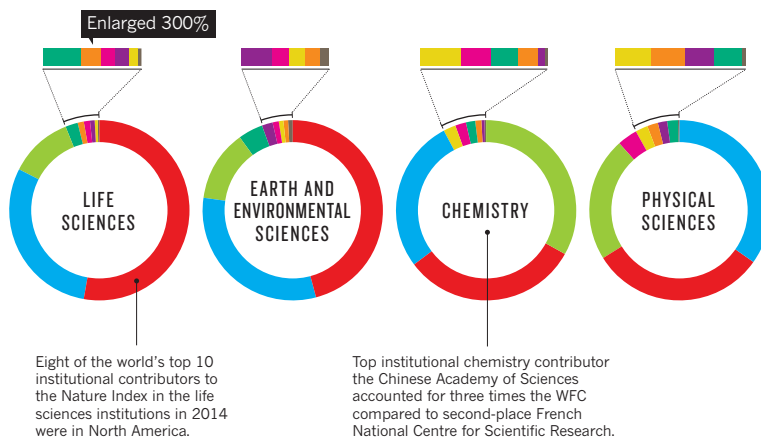 Enlarged 300%
LIFE
SCIENCES
EARTH AND
ENVIRONMENTAL
SCIENCES
CHEMISTRY
PHYSICAL
SCIENCES
Eight of the world’s top 10
institutional contributors to
the Nature Index in the life
sciences institutions in 2014
were in North America.
Top institutional chemistry contributor
the Chinese Academy of Sciences
accounted for three times the WFC
compared to second-place French
National Centre for Scientific Research.